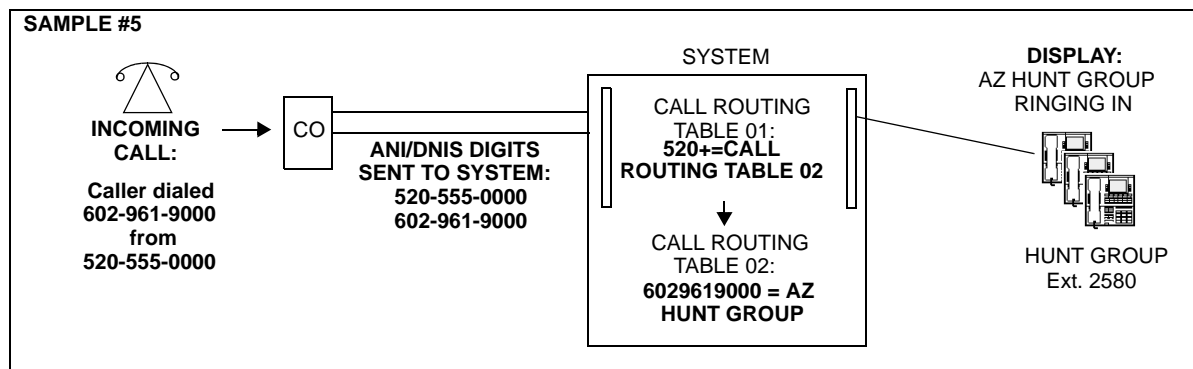 SAMPLE #5
INCOMING
CALL:
Caller dialed
602-961-9000
from
520-555-0000
CO
ANI/DNIS DIGITS
SENT TO SYSTEM:
520-555-0000
602-961-9000
SYSTEM
CALL ROUTING
TABLE 01:
520+=CALL
ROUTING TABLE 02
CALL ROUTING
TABLE 02:
6029619000 = AZ
HUNT GROUP
DISPLAY:
AZ HUNT GROUP
RINGING IN
HUNT GROUP
Ext. 2580